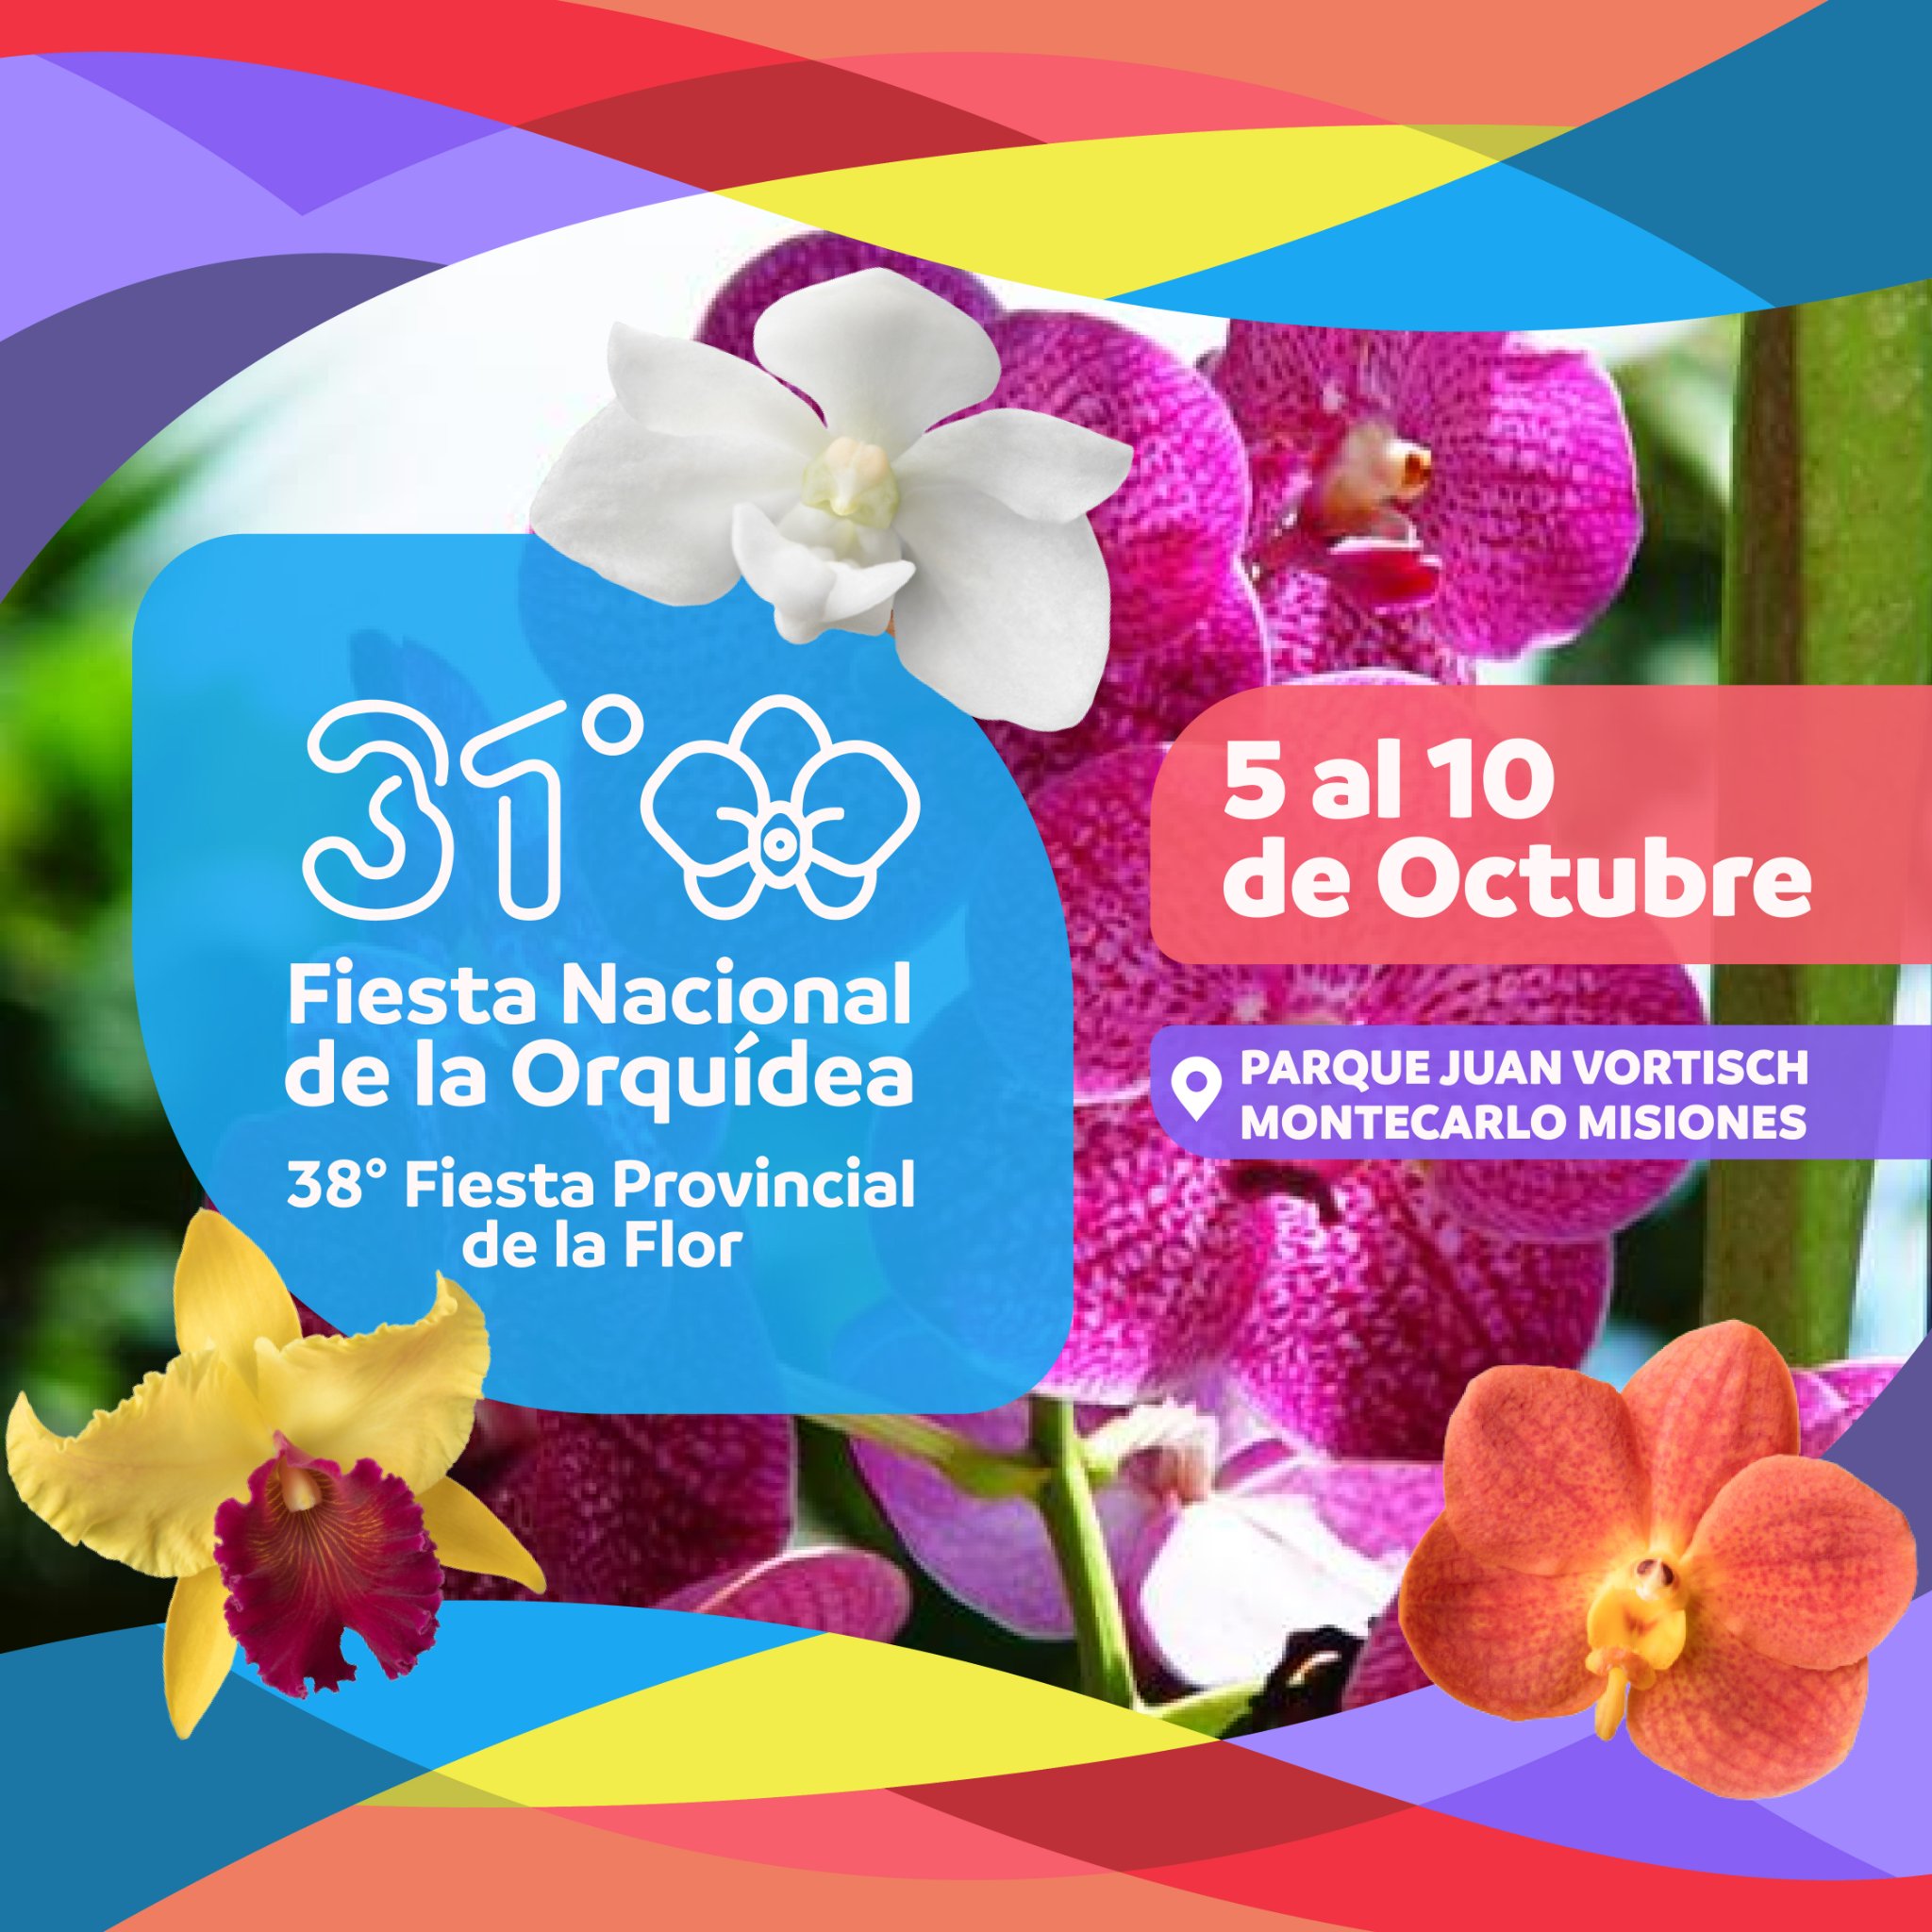 31°
Fiesta Nacional
de la Orquídea
38° Fiesta Provincial
de la Flor
5 al 10
de Octubre
PARQUE JUAN VORTISCH
MONTECARLO MISIONES